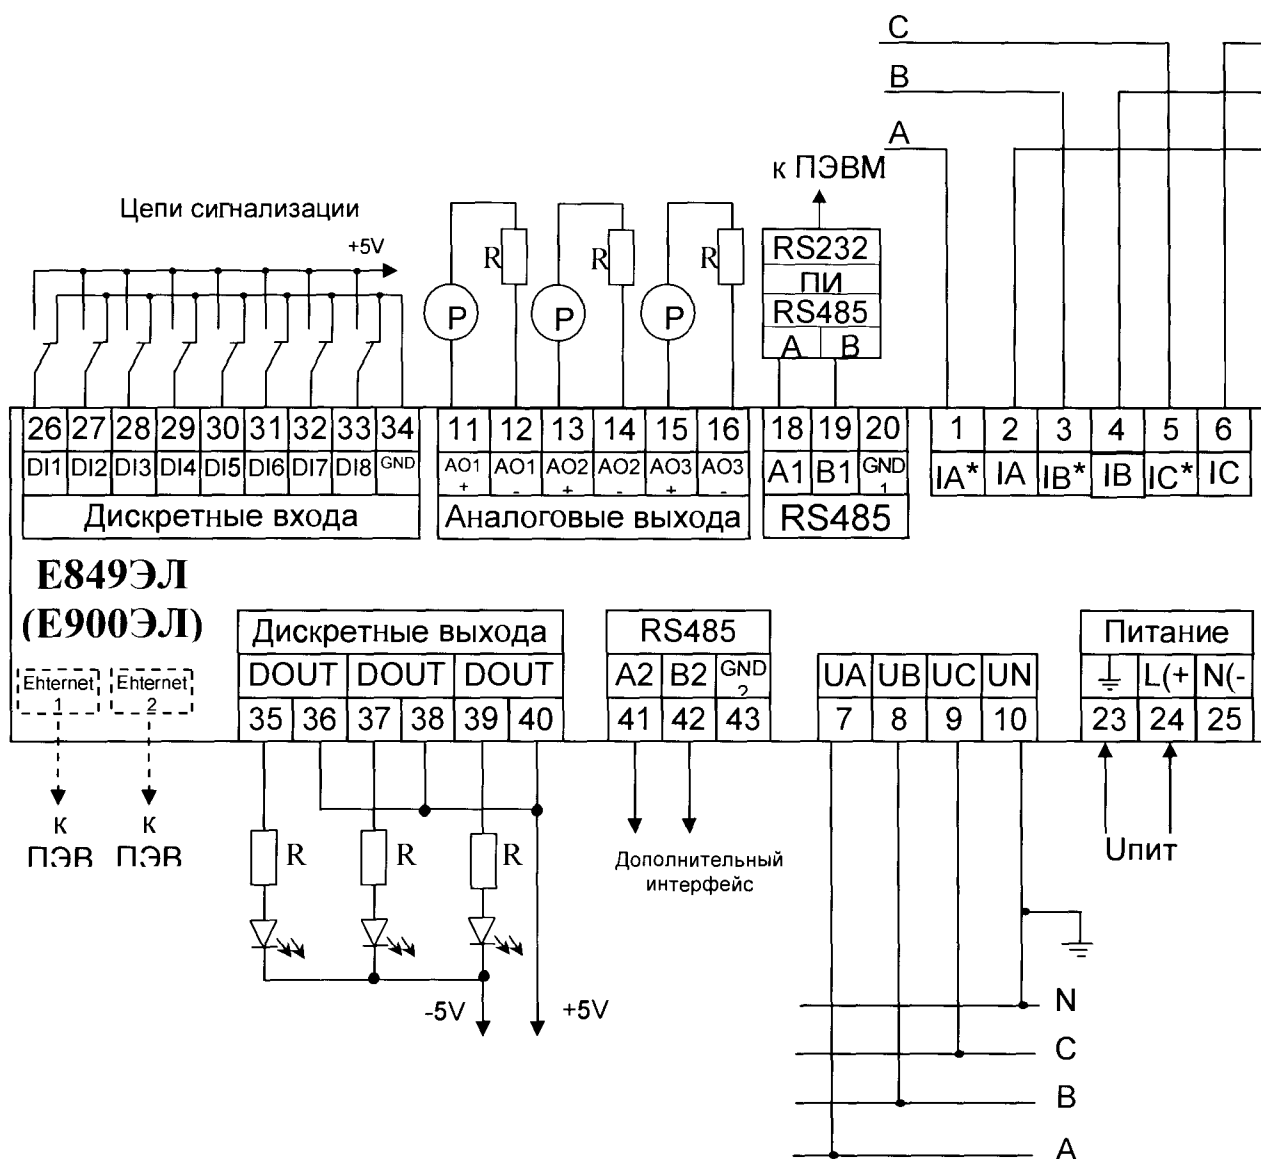 C
B
A
к ПЭВМ
Цепи сигнализации
+5V
R
R
R
P
P
P
RS232
ПИ
RS485
A B
26 27 28 29 30 31 32 33 34
DI1 DI2 DI3 DI4 DI5 DI6 DI7 DI8 GND
Дискретные входа
11 12 13 14 15 16
AO1 + AO1 - AO2 + AO2 - AO3 + AO3 -
Аналоговые выхода
18 19 20
A1 B1 GND 1
RS485
1 2 3 4 5 6
IA* IA IB* IB IC* IC
E849ЭЛ
(E900ЭЛ)
Ehternet 1
Ehternet 2
к ПЭВ
к ПЭВ
Дискретные выхода
DOUT DOUT DOUT
35 36 37 38 39 40
R
R
R
-5V
+5V
RS485
A2 B2 GND 2
41 42 43
Дополнительный
интерфейс
UA UB UC UN
7 8 9 10
Питание
L(+ N(-
23 24 25
Uпит
N
C
B
A